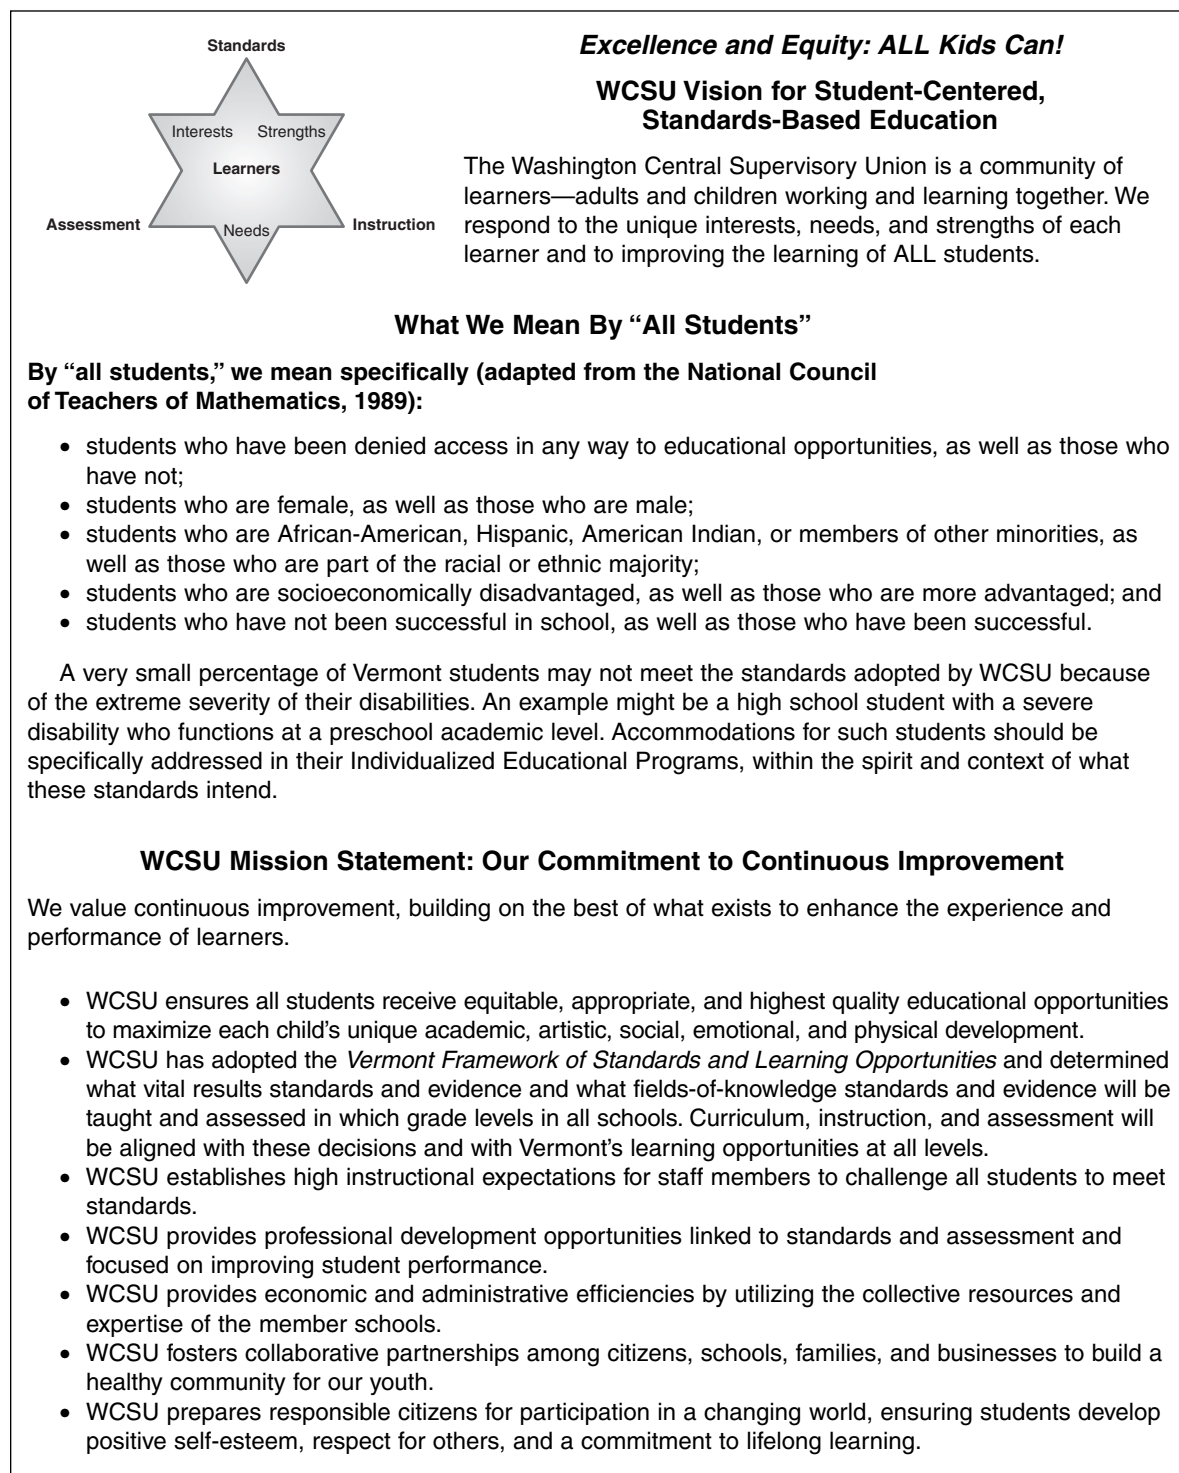 Standards
Interests Strengths
Learners
Assessment
Needs
Instruction
Excellence and Equity: ALL Kids Can!
WCSU Vision for Student-Centered,
Standards-Based Education
The Washington Central Supervisory Union is a community of
learners—adults and children working and learning together. We
respond to the unique interests, needs, and strengths of each
learner and to improving the learning of ALL students.
What We Mean By “All Students”
By “all students,” we mean specifically (adapted from the National Council
of Teachers of Mathematics, 1989):
• students who have been denied access in any way to educational opportunities, as well as those who
have not;
• students who are female, as well as those who are male;
• students who are African-American, Hispanic, American Indian, or members of other minorities, as
well as those who are part of the racial or ethnic majority;
• students who are socioeconomically disadvantaged, as well as those who are more advantaged; and
• students who have not been successful in school, as well as those who have been successful.
A very small percentage of Vermont students may not meet the standards adopted by WCSU because
of the extreme severity of their disabilities. An example might be a high school student with a severe
disability who functions at a preschool academic level. Accommodations for such students should be
specifically addressed in their Individualized Educational Programs, within the spirit and context of what
these standards intend.
WCSU Mission Statement: Our Commitment to Continuous Improvement
We value continuous improvement, building on the best of what exists to enhance the experience and
performance of learners.
• WCSU ensures all students receive equitable, appropriate, and highest quality educational opportunities
to maximize each child’s unique academic, artistic, social, emotional, and physical development.
• WCSU has adopted the Vermont Framework of Standards and Learning Opportunities and determined
what vital results standards and evidence and what fields-of-knowledge standards and evidence will be
taught and assessed in which grade levels in all schools. Curriculum, instruction, and assessment will
be aligned with these decisions and with Vermont’s learning opportunities at all levels.
• WCSU establishes high instructional expectations for staff members to challenge all students to meet
standards.
• WCSU provides professional development opportunities linked to standards and assessment and
focused on improving student performance.
• WCSU provides economic and administrative efficiencies by utilizing the collective resources and
expertise of the member schools.
• WCSU fosters collaborative partnerships among citizens, schools, families, and businesses to build a
healthy community for our youth.
• WCSU prepares responsible citizens for participation in a changing world, ensuring students develop
positive self-esteem, respect for others, and a commitment to lifelong learning.